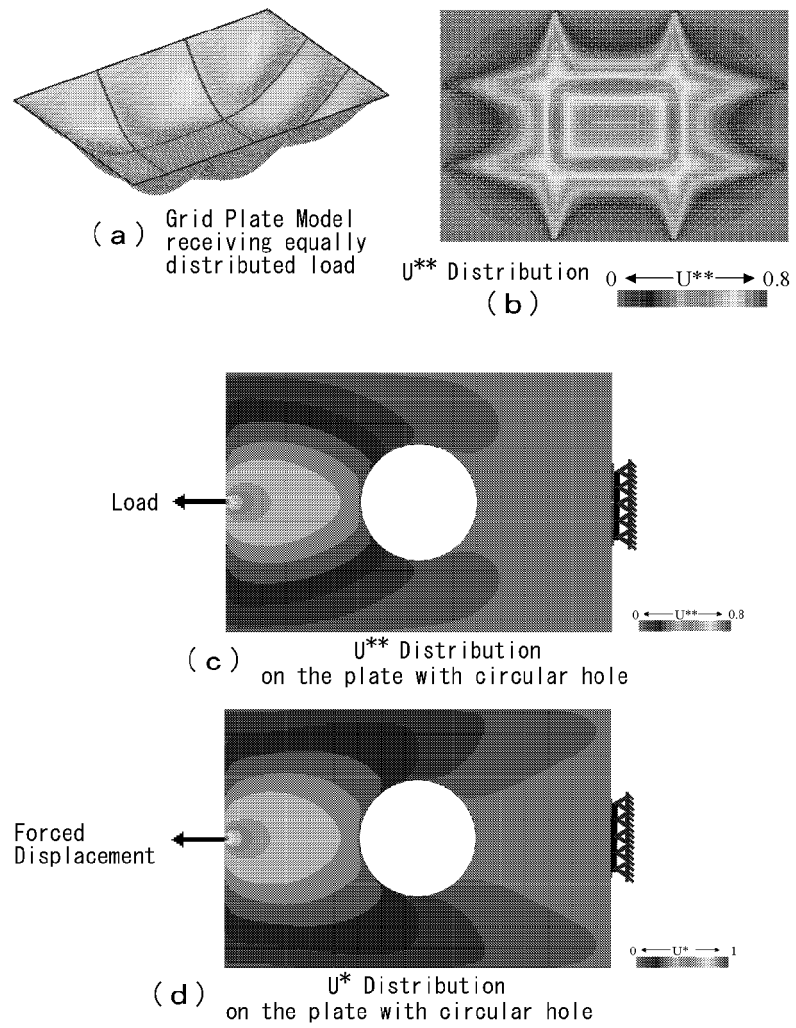 (a) Grid Plate Model
receiving equally
distributed load
U** Distribution
(b)
0 U** 0.8
Load
0 U** 0.8
(c) U** Distribution
on the plate with circular hole
Forced
Displacement
0 U* 1
(d) U* Distribution
on the plate with circular hole